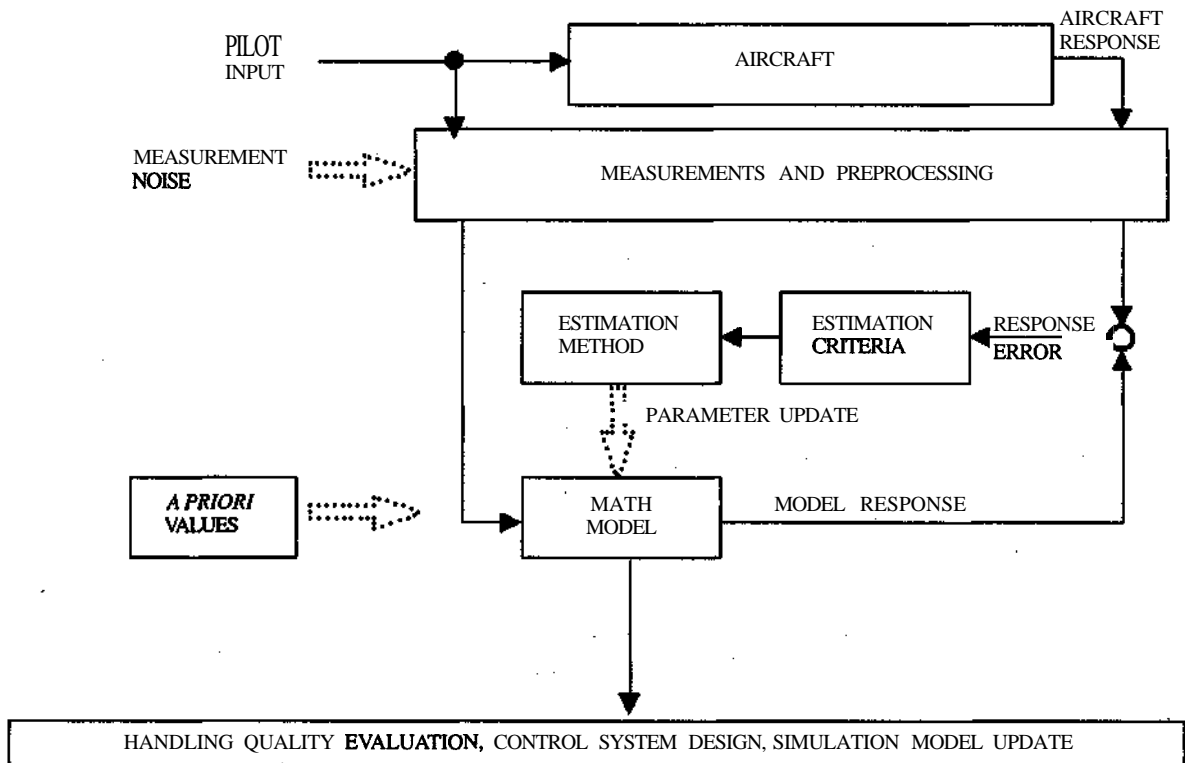 AIRCRAFT
RESPONSE
PILOT
INPUT
AIRCRAFT
MEASUREMENT
NOISE
MEASUREMENTS AND PREPROCESSING
ESTIMATION
METHOD
ESTIMATION
CRITERIA
RESPONSE
ERROR
PARAMETER UPDATE
A PRIORI
VALUES
MATH
MODEL
MODEL RESPONSE
HANDLING QUALITY EVALUATION, CONTROL SYSTEM DESIGN, SIMULATION MODEL UPDATE